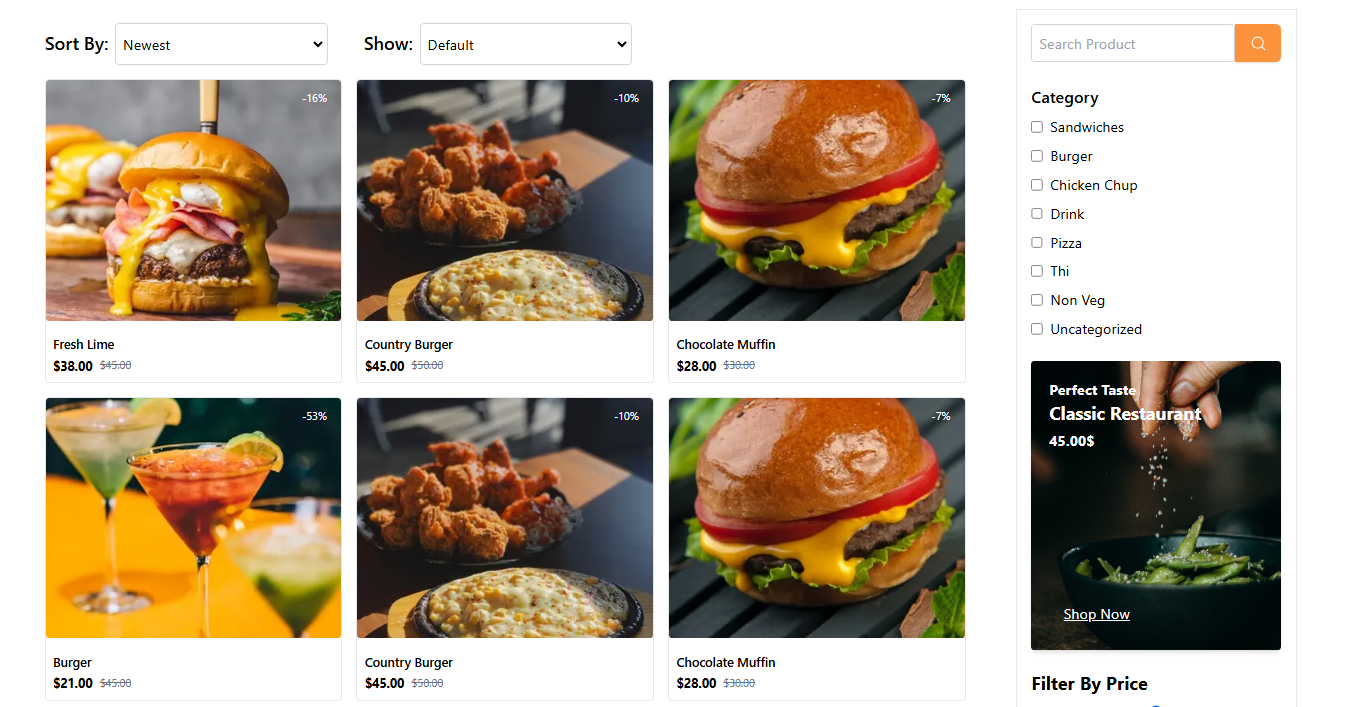 Sort By:
Newest
Show:
Default
-16%
-10%
-7%
Fresh Lime
$38.00 $45.00
Country Burger
$45.00 $50.00
Chocolate Muffin
$28.00 $30.00
-53%
-10%
-7%
Burger
$21.00 $45.00
Country Burger
$45.00 $50.00
Chocolate Muffin
$28.00 $30.00
Search Product
Category
Sandwiches
Burger
Chicken Chup
Drink
Pizza
Thi
Non Veg
Uncategorized
Perfect Taste
Classic Restaurant
45.00$
Shop Now
Filter By Price